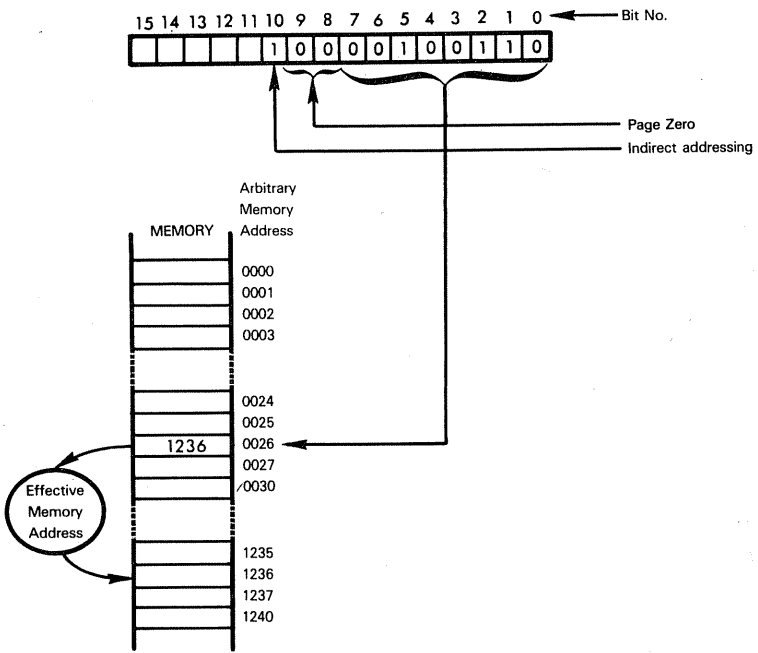 15 14 13 12 11 10 9 8 7 6 5 4 3 2 1 0 Bit No.
1 0 0 0 0 1 0 0 1 1 0
Page Zero
Indirect addressing
Arbitrary
Memory
MEMORY Address
0000
0001
0002
0003
0024
0025
1236 0026
0027
/0030
Effective
Memory
Address
1235
1236
1237
1240